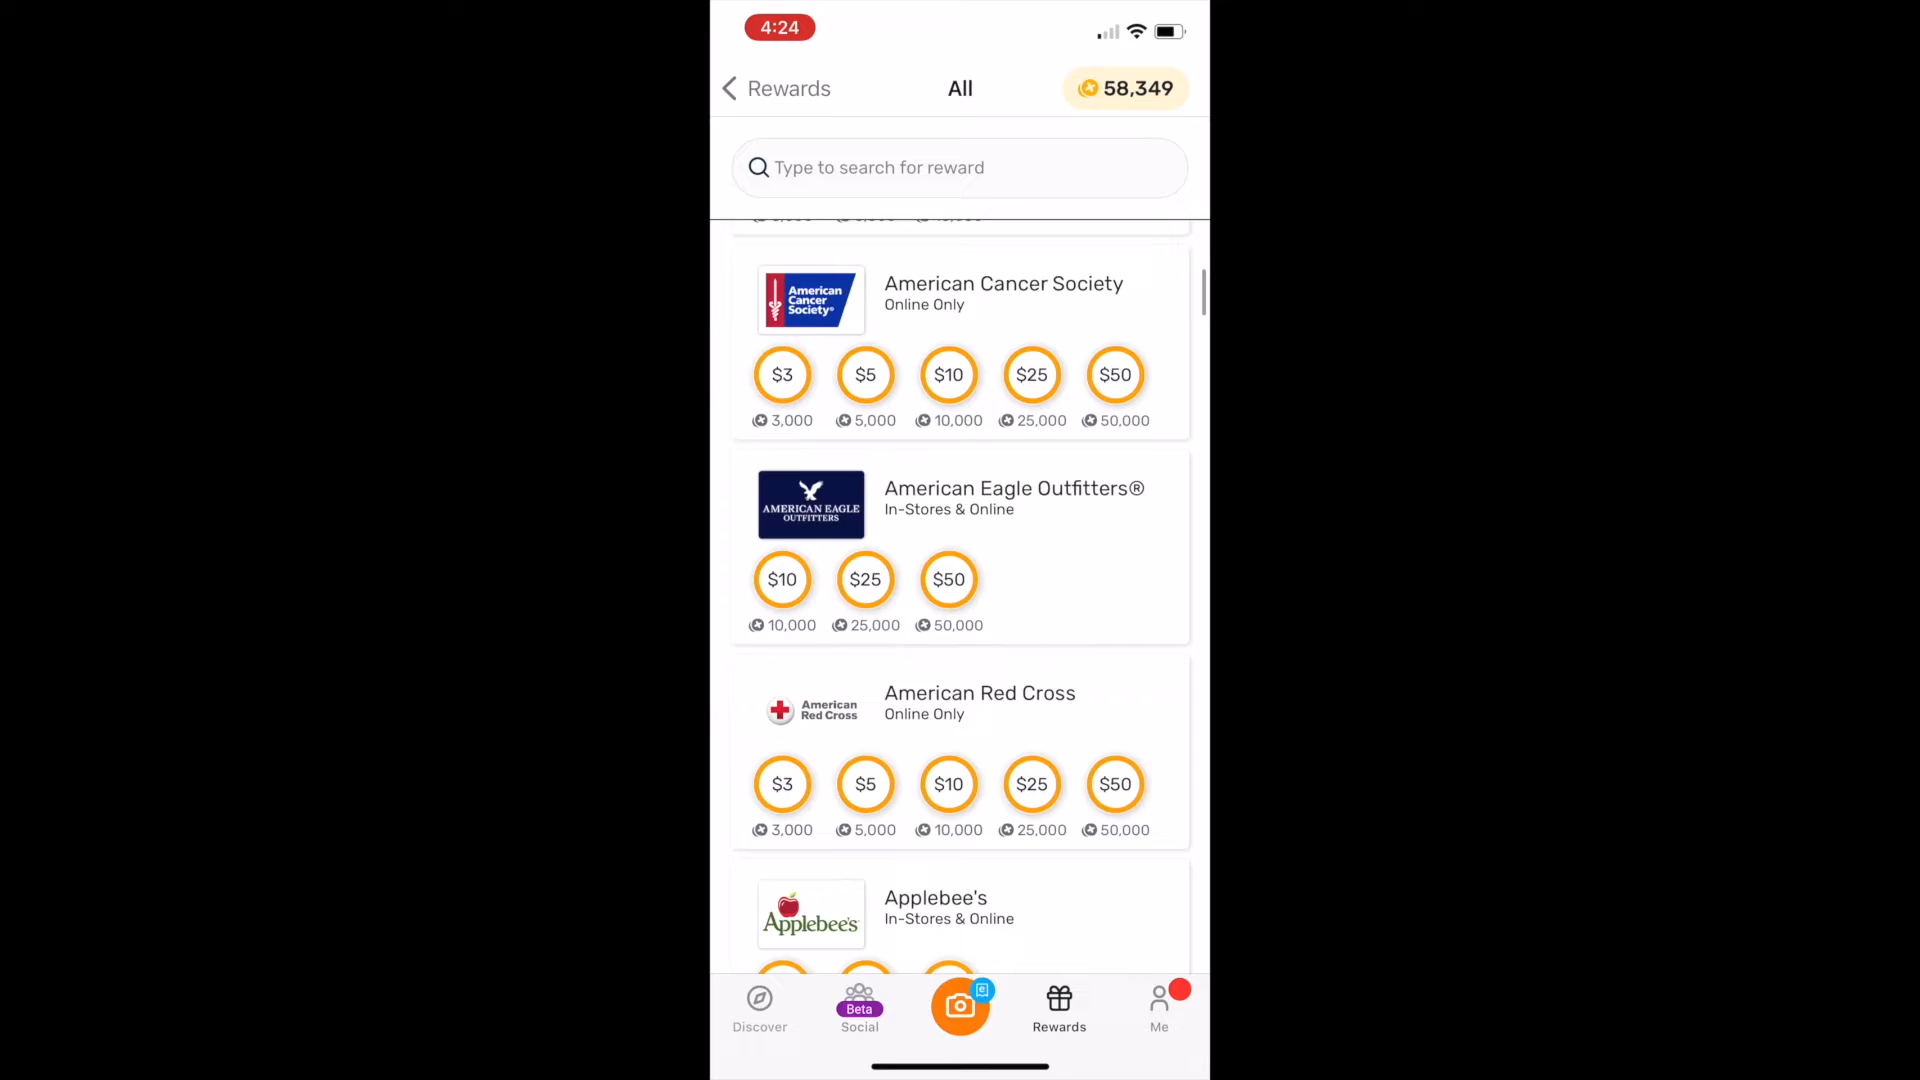 4:24
Rewards
All
58,349
Type to search for reward
American
Cancer
Society®
American Cancer Society
Online Only
$3
$5
$10
$25
$50
3,000
5,000
10,000
25,000
50,000
AMERICAN EAGLE
OUTFITTERS
American Eagle Outfitters®
In-Stores & Online
$10
$25
$50
10,000
25,000
50,000
American
Red Cross
American Red Cross
Online Only
$3
$5
$10
$25
$50
3,000
5,000
10,000
25,000
50,000
Applebee's
Applebee's
In-Stores & Online
Discover
Beta
Social
Rewards
Me